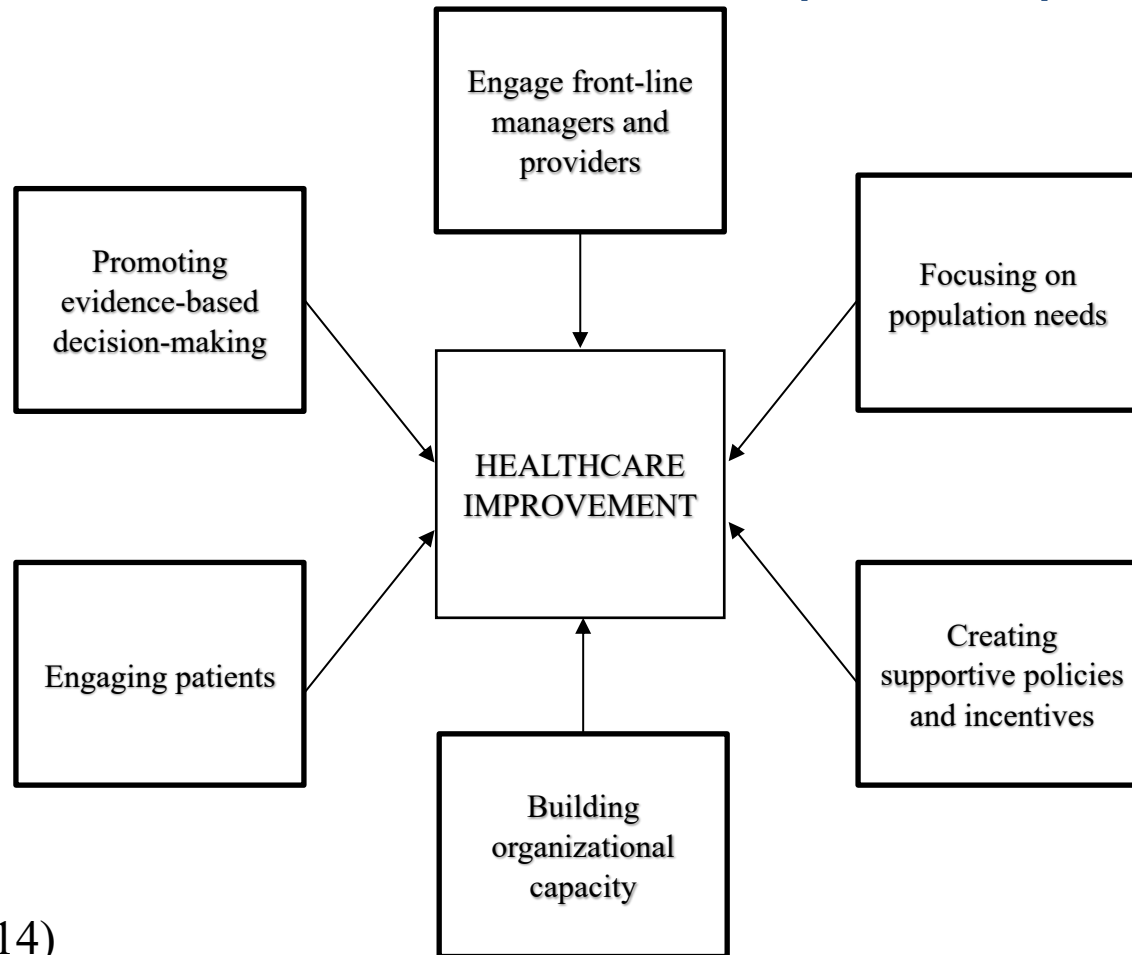 Engage front-line
managers and
providers
Promoting
evidence-based
decision-making
Focusing on
population needs
HEALTHCARE
IMPROVEMENT
Engaging patients
Creating
supportive policies
and incentives
Building
organizational
capacity
14)